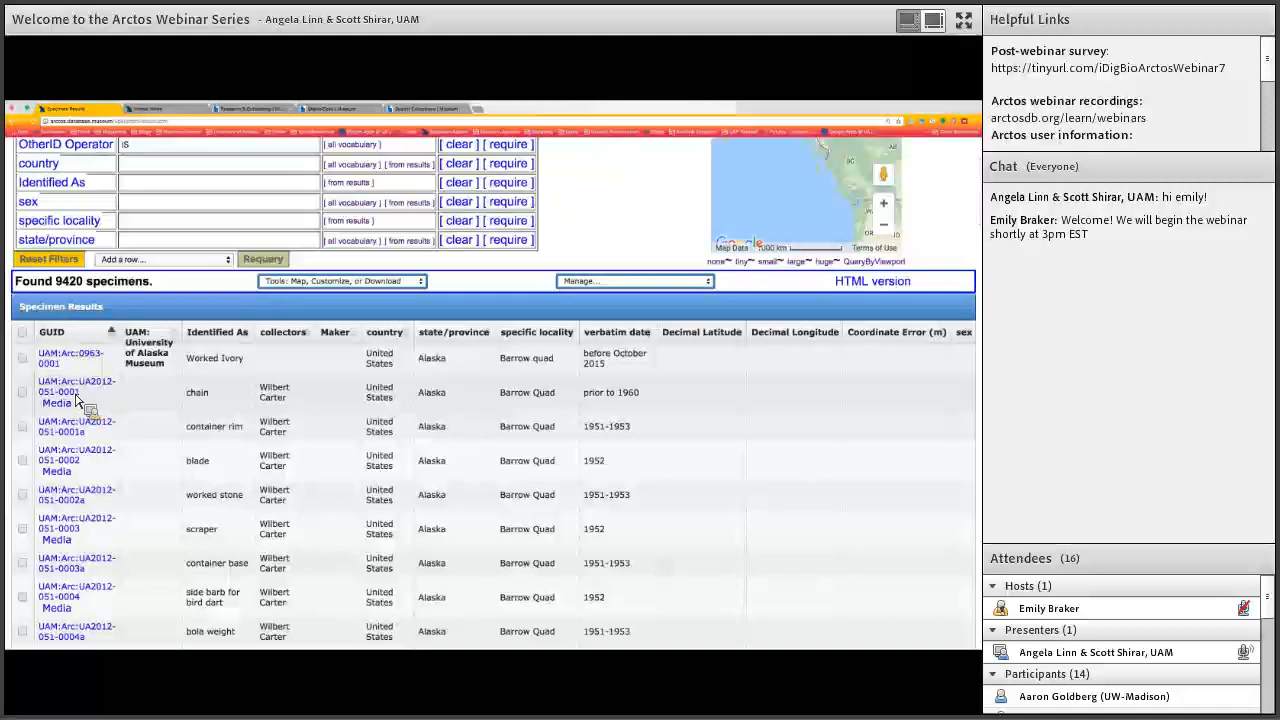 Welcome to the Arctos Webinar Series - Angela Linn & Scott Shirar, UAM
OtherID Operator iS [ all vocabulary ] [ clear ] [ require ]
country [ all vocabulary ] [ from results ] [ clear ] [ require ]
Identified As [ from results ] [ clear ] [ require ]
sex [ all vocabulary ] [ from results ] [ clear ] [ require ]
specific locality [ from results ] [ clear ] [ require ]
state/province [ all vocabulary ] [ from results ] [ clear ] [ require ]
BC
Google Map Data 1000 km Terms of Use
none~ tiny~ small~ large~ huge~ QueryByViewport
Reset Filters Add a row... Requery
Found 9420 specimens. Tools: Map, Customize, or Download Manage... HTML version
Specimen Results
GUID UAM: University of Alaska Museum Identified As collectors Maker country state/province specific locality verbatim date Decimal Latitude Decimal Longitude Coordinate Error (m) sex
UAM:Arc:0963-0001 Worked Ivory United States Alaska Barrow quad before October 2015
UAM:Arc:UA2012-051-0001 Media chain Wilbert Carter United States Alaska Barrow Quad prior to 1960
UAM:Arc:UA2012-051-0001a container rim Wilbert Carter United States Alaska Barrow Quad 1951-1953
UAM:Arc:UA2012-051-0002 Media blade Wilbert Carter United States Alaska Barrow Quad 1952
UAM:Arc:UA2012-051-0002a worked stone Wilbert Carter United States Alaska Barrow Quad 1951-1953
UAM:Arc:UA2012-051-0003 Media scraper Wilbert Carter United States Alaska Barrow Quad 1952
UAM:Arc:UA2012-051-0003a container base Wilbert Carter United States Alaska Barrow Quad 1951-1953
UAM:Arc:UA2012-051-0004 Media side barb for bird dart Wilbert Carter United States Alaska Barrow Quad 1952
UAM:Arc:UA2012-051-0004a bola weight Wilbert Carter United States Alaska Barrow Quad 1951-1953
Helpful Links
Post-webinar survey:
https://tinyurl.com/iDigBioArctosWebinar7
Arctos webinar recordings:
arctosdb.org/learn/webinars
Arctos user information:
Chat (Everyone)
Angela Linn & Scott Shirar, UAM: hi emily!
Emily Braker: Welcome! We will begin the webinar
shortly at 3pm EST
Attendees (16)
Hosts (1)
Emily Braker
Presenters (1)
Angela Linn & Scott Shirar, UAM
Participants (14)
Aaron Goldberg (UW-Madison)